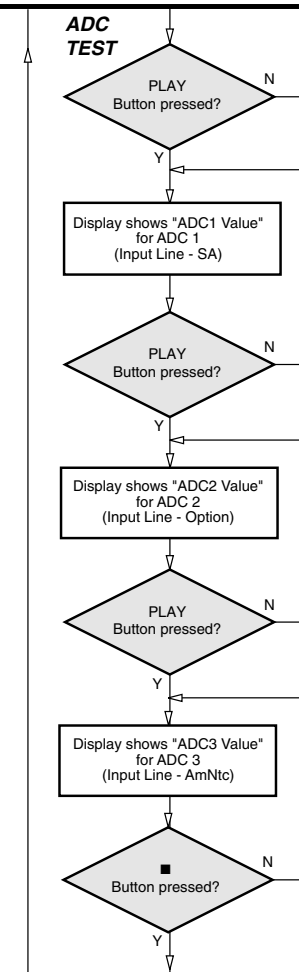 ADC
TEST
PLAY
Button pressed?
N
Y
Display shows "ADC1 Value"
for ADC 1
(Input Line - SA)
PLAY
Button pressed?
N
Y
Display shows "ADC2 Value"
for ADC 2
(Input Line - Option)
PLAY
Button pressed?
N
Y
Display shows "ADC3 Value"
for ADC 3
(Input Line - AmNtc)
■
Button pressed?
N
Y